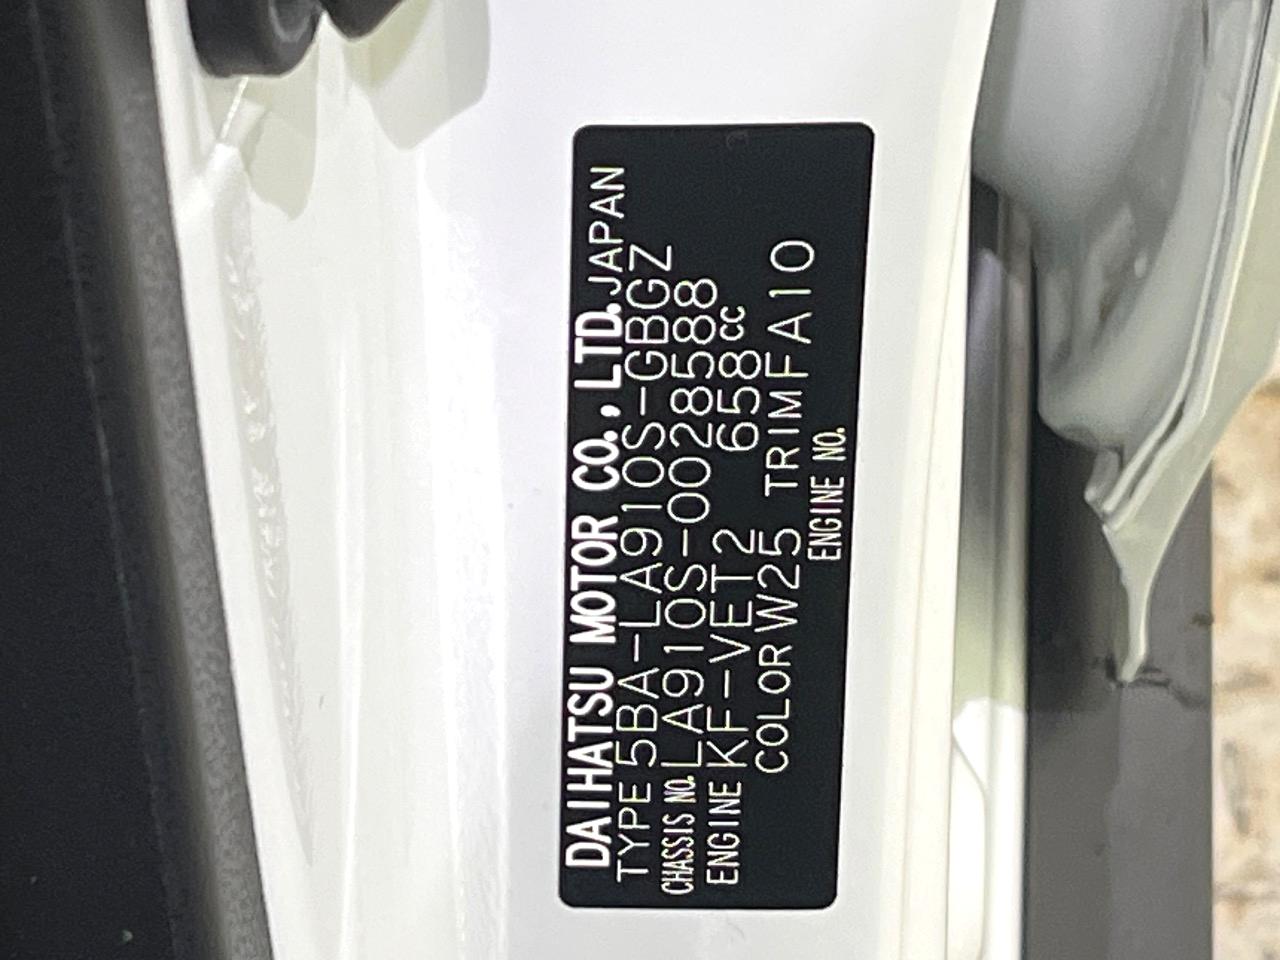 DAIHATSU MOTOR CO., LTD. JAPAN
TYPE 5BA-LA910S-GBGZ
CHASSIS NO. LA910S-0028588
ENGINE KF-VET2 658cc
COLOR W25 TRIM FA10
ENGINE NO.